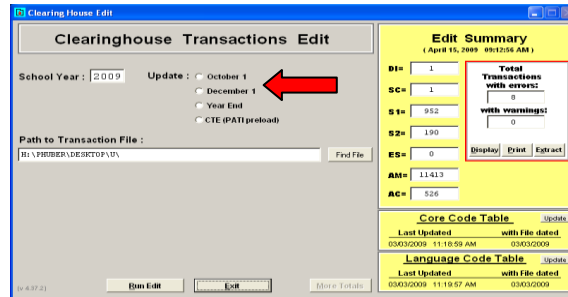 Clearing House Edit
Clearinghouse Transactions Edit
School Year : 2009
Update : October 1
December 1
Year End
CTE (PATI preload)
Path to Transaction File :
H:\PHUBER\DESKTOP\U\
Find File
(v 4.37.2)
Run Edit
Exit
More Totals
Edit Summary
( April 15, 2009 09:12:56 AM )
DI= 1
SC= 1
S1= 952
S2= 190
ES= 0
AM= 11413
AC= 526
Total
Transactions
with errors:
8
with warnings:
0
Display Print Extract
Core Code Table Update
Last Updated with File dated
03/03/2009 11:18:59 AM 03/03/2009
Language Code Table Update
Last Updated with File dated
03/03/2009 11:19:57 AM 03/03/2009